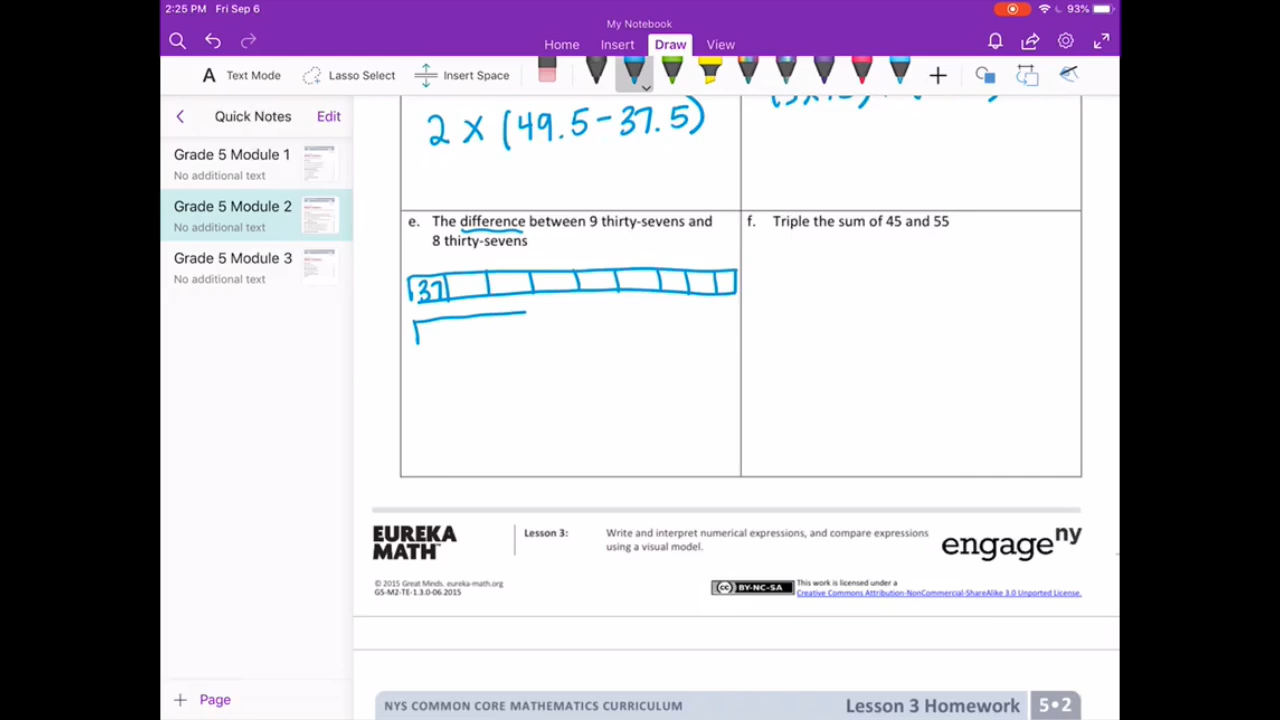 2:25 PM Fri Sep 6
93%
My Notebook
Home Insert Draw View
A Text Mode Lasso Select Insert Space
Quick Notes Edit
Grade 5 Module 1
No additional text
Grade 5 Module 2
No additional text
Grade 5 Module 3
No additional text
Page
2 x (49.5-37.5)
e. The difference between 9 thirty-sevens and
8 thirty-sevens
37
f. Triple the sum of 45 and 55
EUREKA
MATH™
Lesson 3: Write and interpret numerical expressions, and compare expressions
using a visual model.
engageny
© 2015 Great Minds. eureka-math.org
G5-M2-TE-1.3.0-06.2015
CC BY-NC-SA
This work is licensed under a
Creative Commons Attribution-NonCommercial-ShareAlike 3.0 Unported License.
NYS COMMON CORE MATHEMATICS CURRICULUM
Lesson 3 Homework 5•2